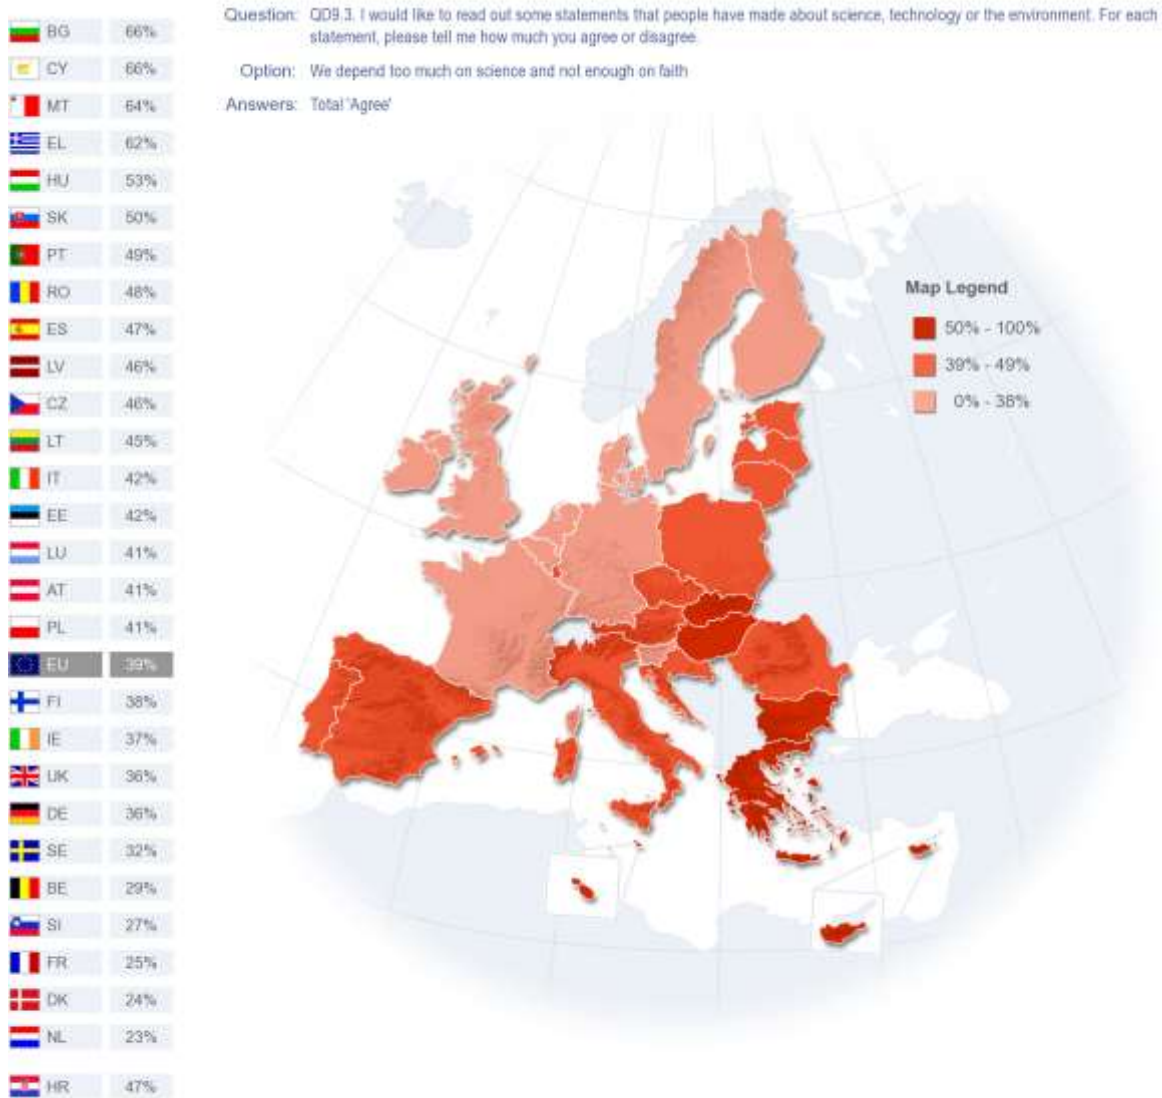 Question: QD9.3. I would like to read out some statements that people have made about science, technology or the environment. For each
statement, please tell me how much you agree or disagree.
Option: We depend too much on science and not enough on faith
Answers: Total 'Agree'
BG 66%
CY 66%
MT 64%
EL 62%
HU 53%
SK 50%
PT 49%
RO 48%
ES 47%
LV 46%
CZ 46%
LT 45%
IT 42%
EE 42%
LU 41%
AT 41%
PL 41%
EU 39%
FI 38%
IE 37%
UK 36%
DE 36%
SE 32%
BE 29%
SI 27%
FR 25%
DK 24%
NL 23%
HR 47%
Map Legend
50% - 100%
39% - 49%
0% - 38%